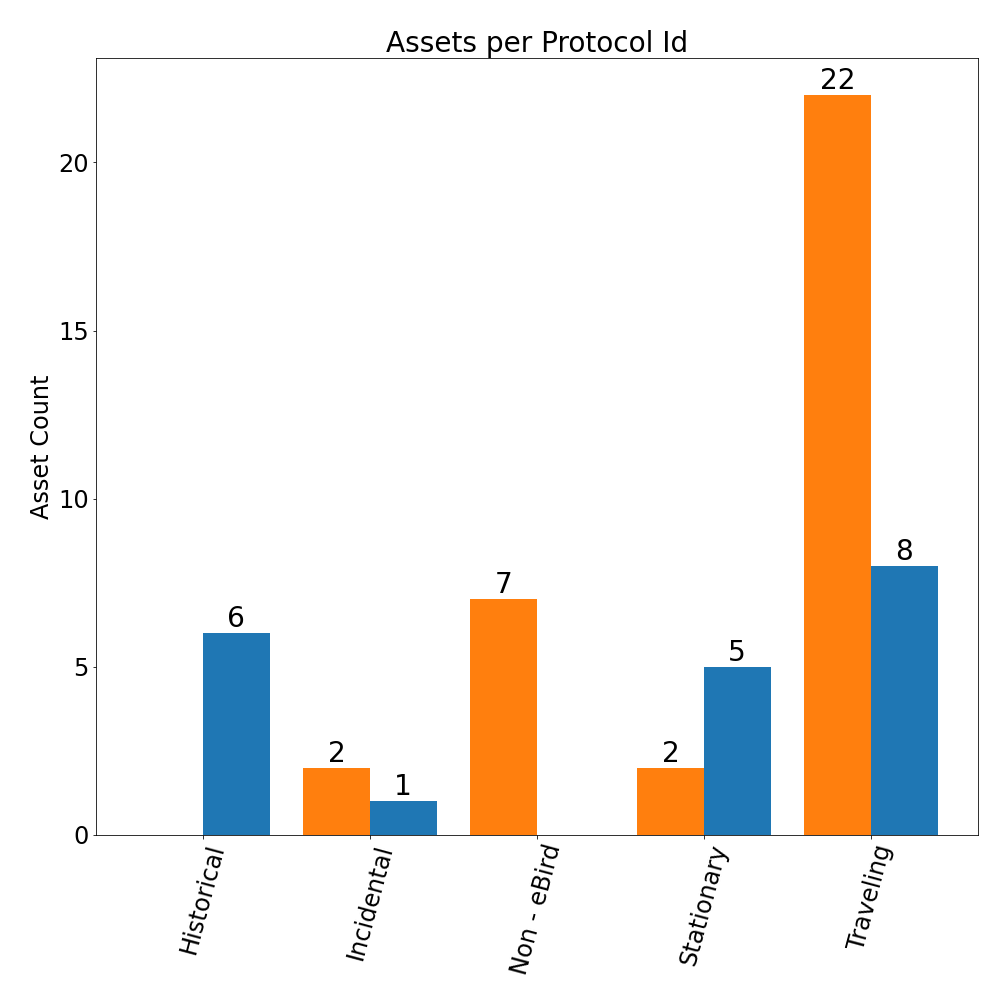 Assets per Protocol Id
Asset Count
20
15
10
5
0
6
2
1
7
2
5
22
8
Historical
Incidental
Non - eBird
Stationary
Traveling